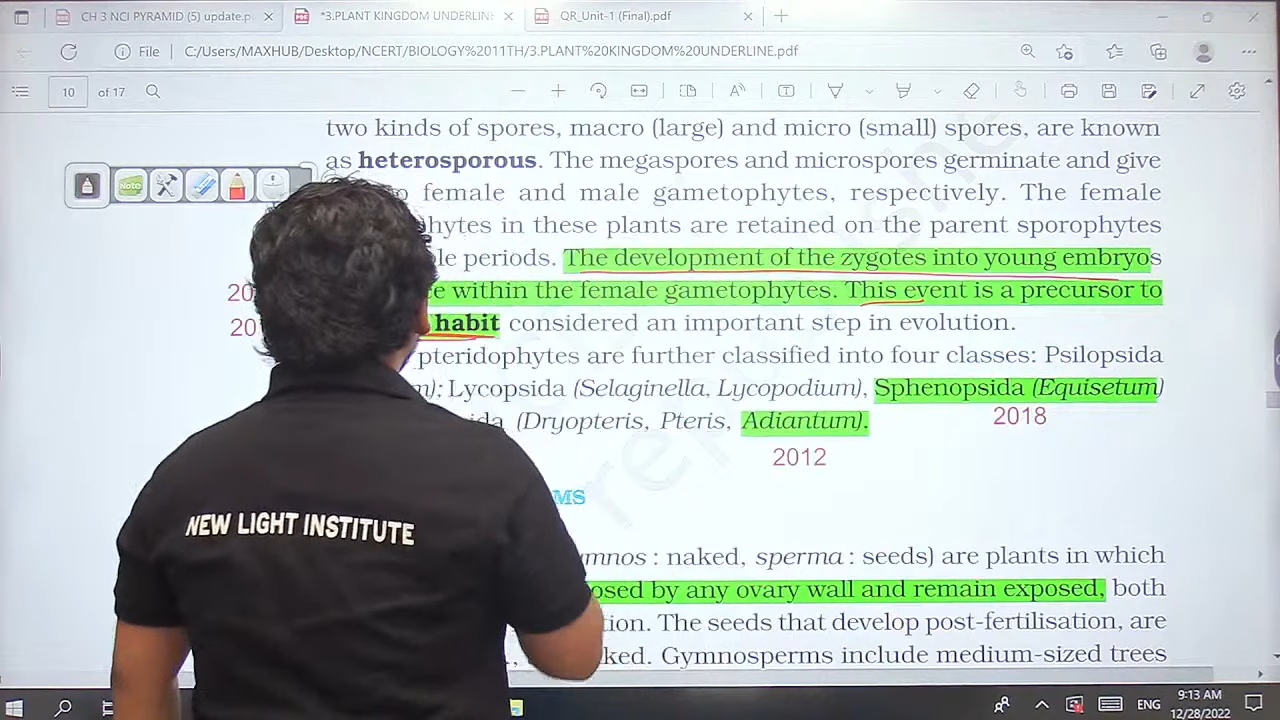 CH 3 NCI PYRAMID (5) update.p
*3.PLANT KINGDOM UNDERLINE
QR_Unit-1 (Final).pdf
File C:/Users/MAXHUB/Desktop/NCERT/BIOLOGY%2011TH/3.PLANT%20KINGDOM%20UNDERLINE.pdf
10 of 17
two kinds of spores, macro (large) and micro (small) spores, are known
as heterosporous. The megaspores and microspores germinate and give
Note
female and male gametophytes, respectively. The female
hytes in these plants are retained on the parent sporophytes
le periods. The development of the zygotes into young embryos
20 e within the female gametophytes. This event is a precursor to
20 habit considered an important step in evolution.
pteridophytes are further classified into four classes: Psilopsida
m); Lycopsida (Selaginella, Lycopodium), Sphenopsida (Equisetum)
2018
da (Dryopteris, Pteris, Adiantum).
2012
MS
NEW LIGHT INSTITUTE
mnos : naked, sperma : seeds) are plants in which
osed by any ovary wall and remain exposed, both
tion. The seeds that develop post-fertilisation, are
ked. Gymnosperms include medium-sized trees
ENG
9:13 AM
12/28/2022